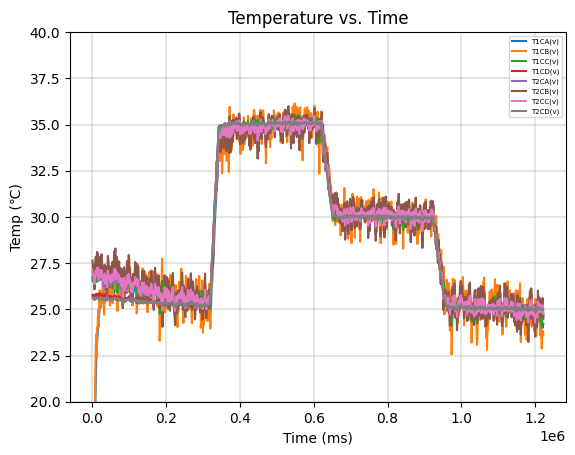 Temperature vs. Time
40.0
37.5
35.0
32.5
30.0
27.5
25.0
22.5
20.0
Temp (℃)
T1CA(v)
T1CB(v)
T1CC(v)
T1CD(v)
T2CA(v)
T2CB(v)
T2CC(v)
T2CD(v)
0.0 0.2 0.4 0.6 0.8 1.0 1.2
1e6
Time (ms)